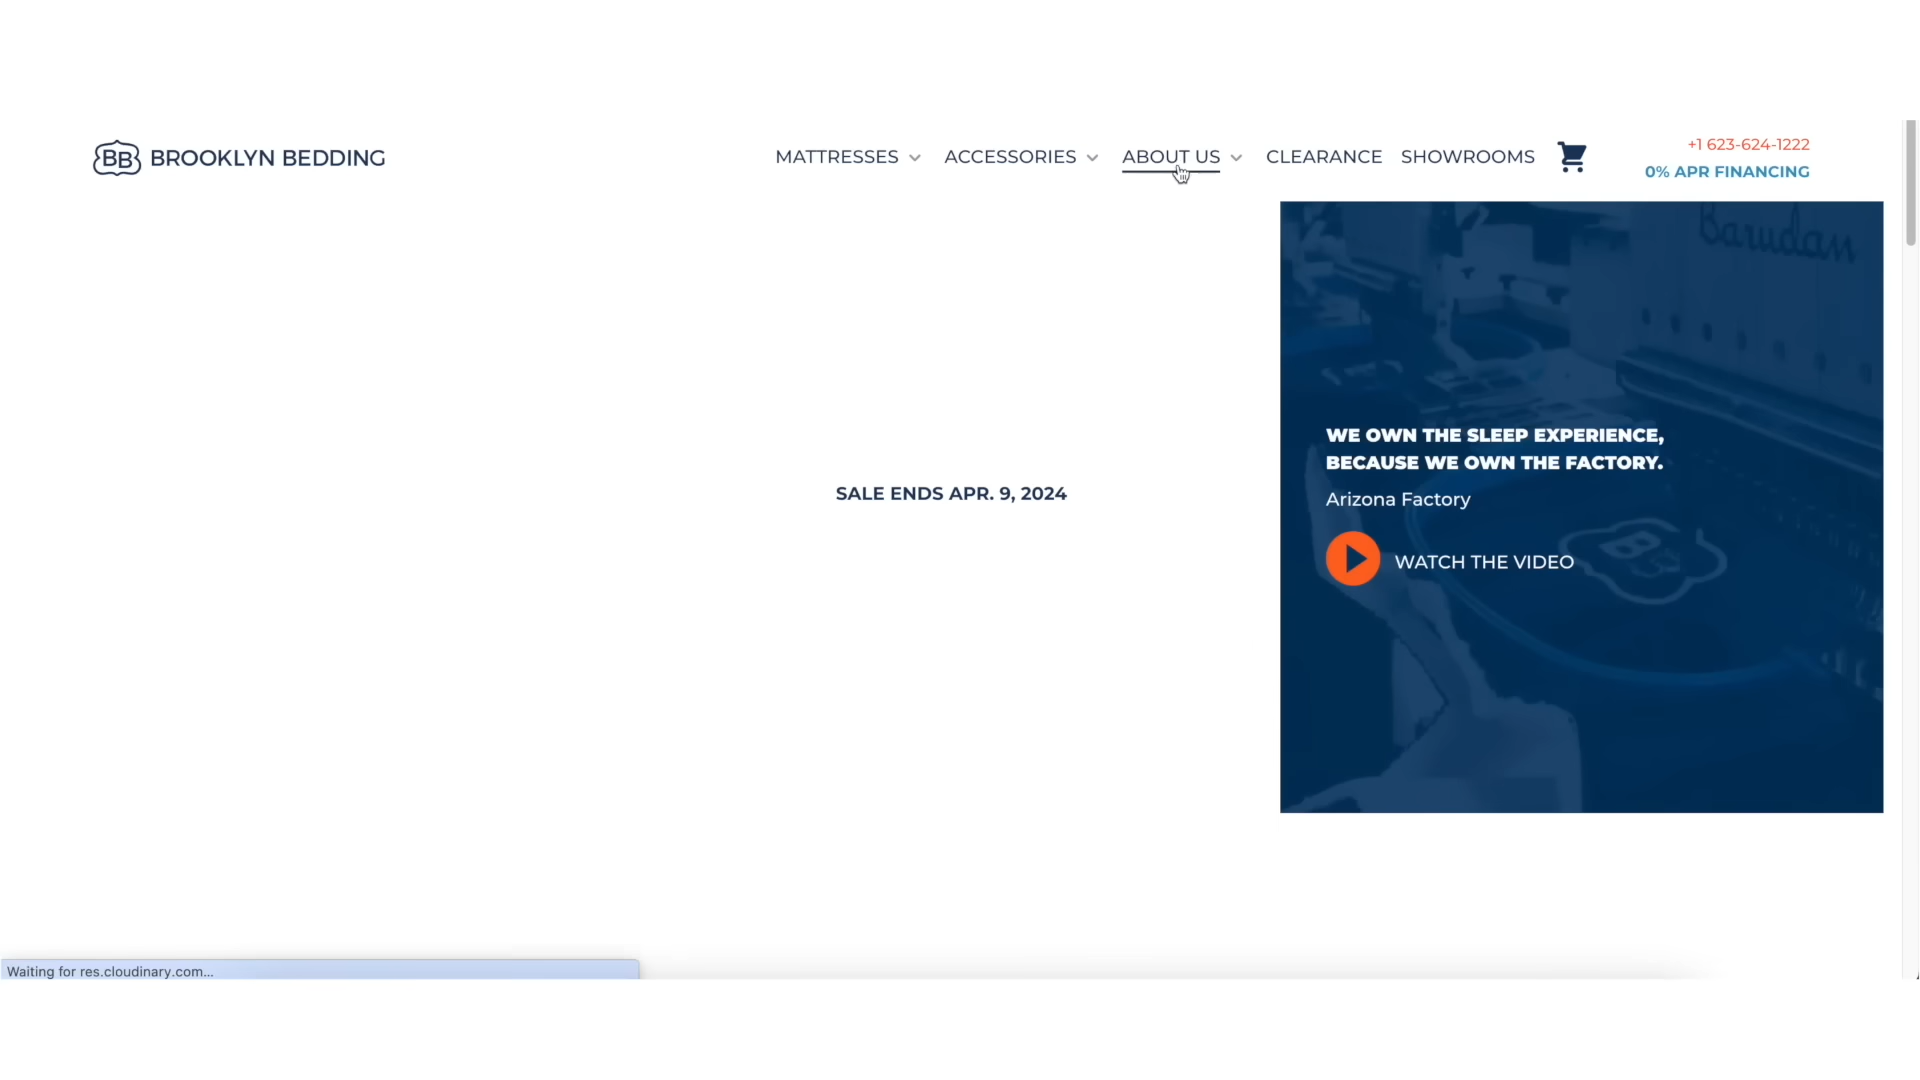 BB BROOKLYN BEDDING
MATTRESSES ACCESSORIES ABOUT US CLEARANCE SHOWROOMS
+1 623-624-1222
0% APR FINANCING
Barudan
WE OWN THE SLEEP EXPERIENCE,
BECAUSE WE OWN THE FACTORY.
Arizona Factory
WATCH THE VIDEO
SALE ENDS APR. 9, 2024
Waiting for res.cloudinary.com...